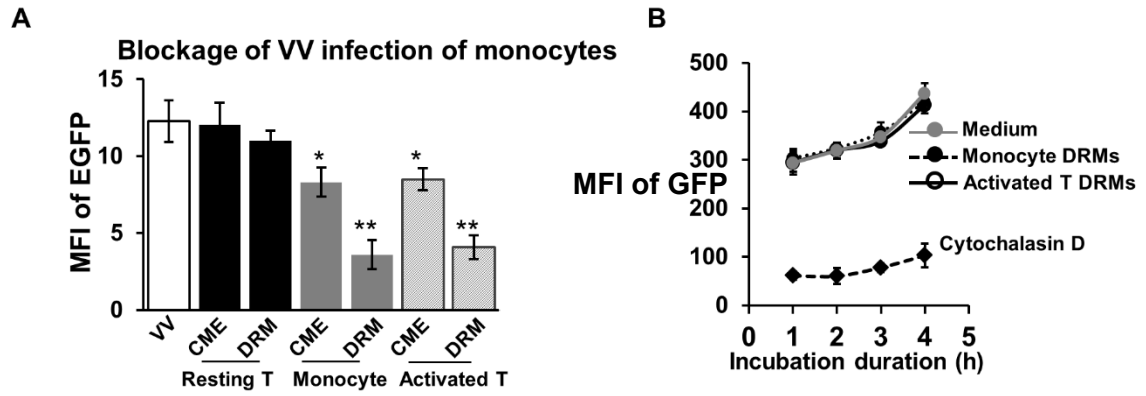 A
Blockage of VV infection of monocytes
MFI of EGFP
15
10
5
0
VV
CME
DRM
CME
DRM
CME
DRM
Resting T
Monocyte
Activated T
*
**
*
**
B
MFI of GFP
500
400
300
200
100
0
Medium
Monocyte DRMs
Activated T DRMs
Cytochalasin D
0 1 2 3 4 5
Incubation duration (h)